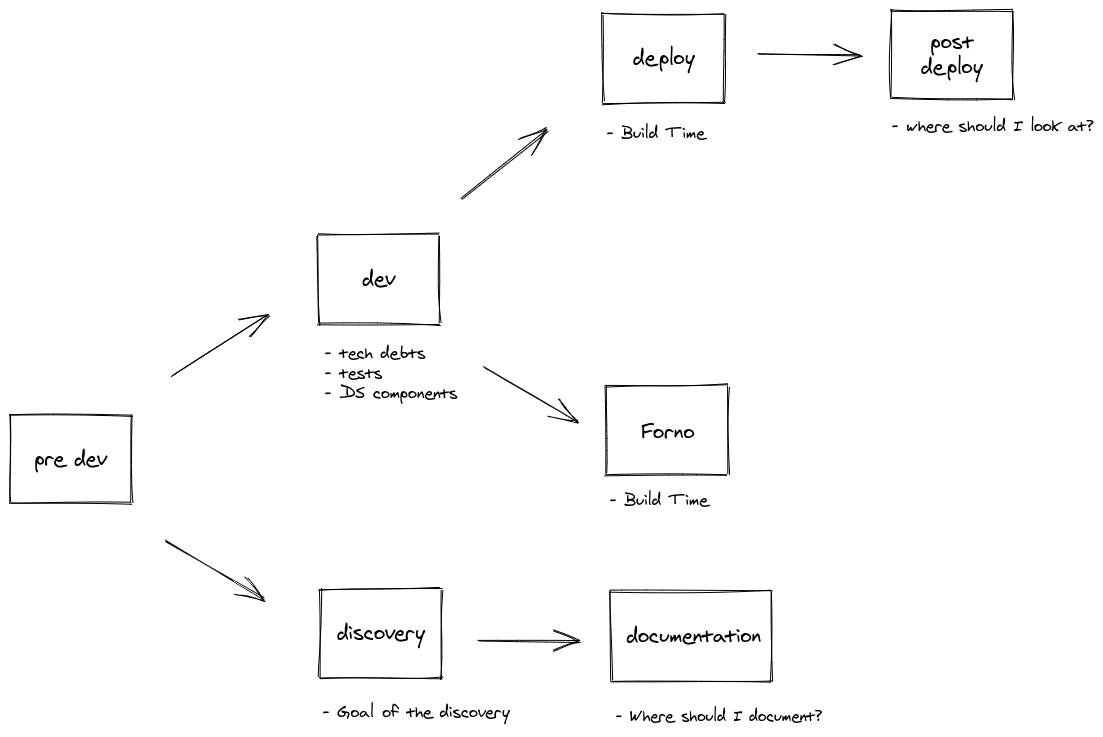 deploy
- Build Time
post
deploy
- where should I look at?
dev
- tech debts
- tests
- DS components
Forno
- Build Time
pre dev
discovery
- Goal of the discovery
documentation
- Where should I document?